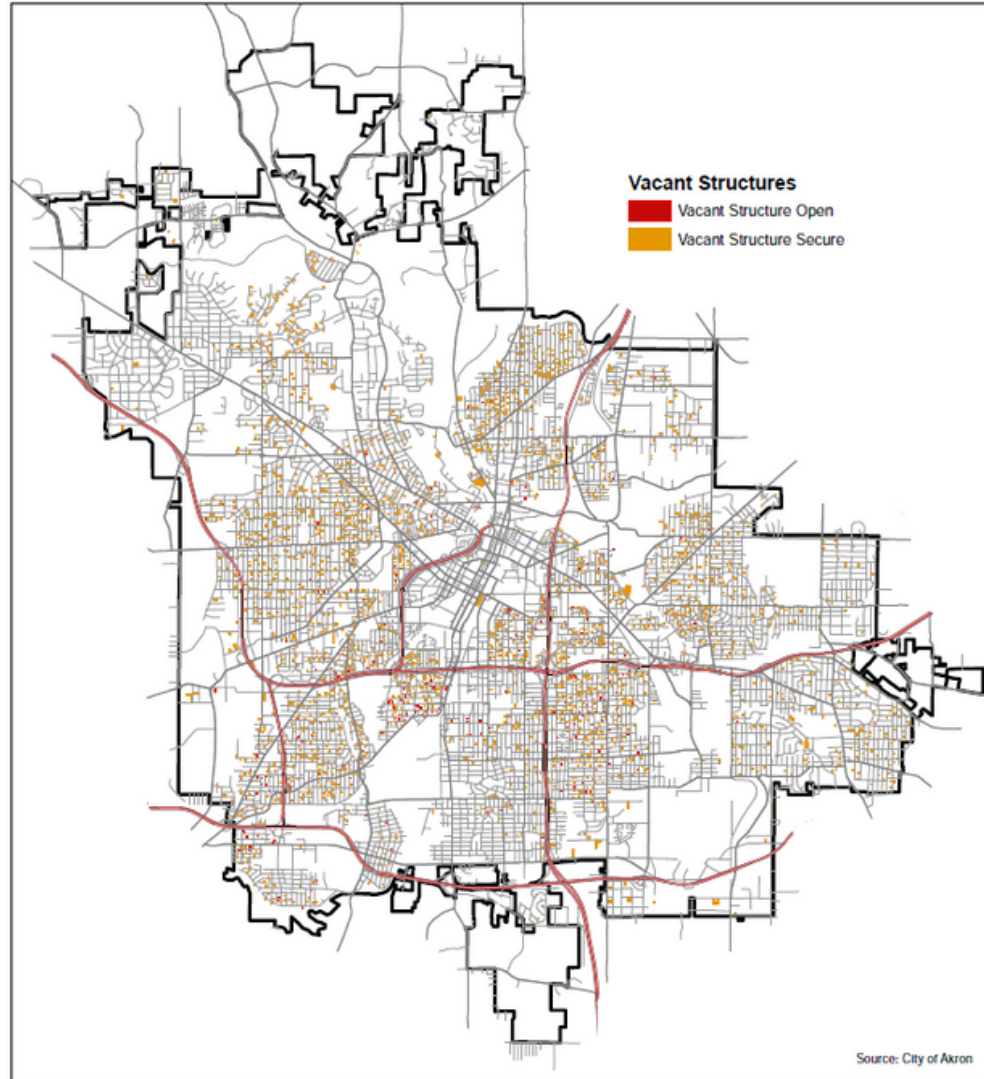 Vacant Structures
Vacant Structure Open
Vacant Structure Secure
Source: City of Akron